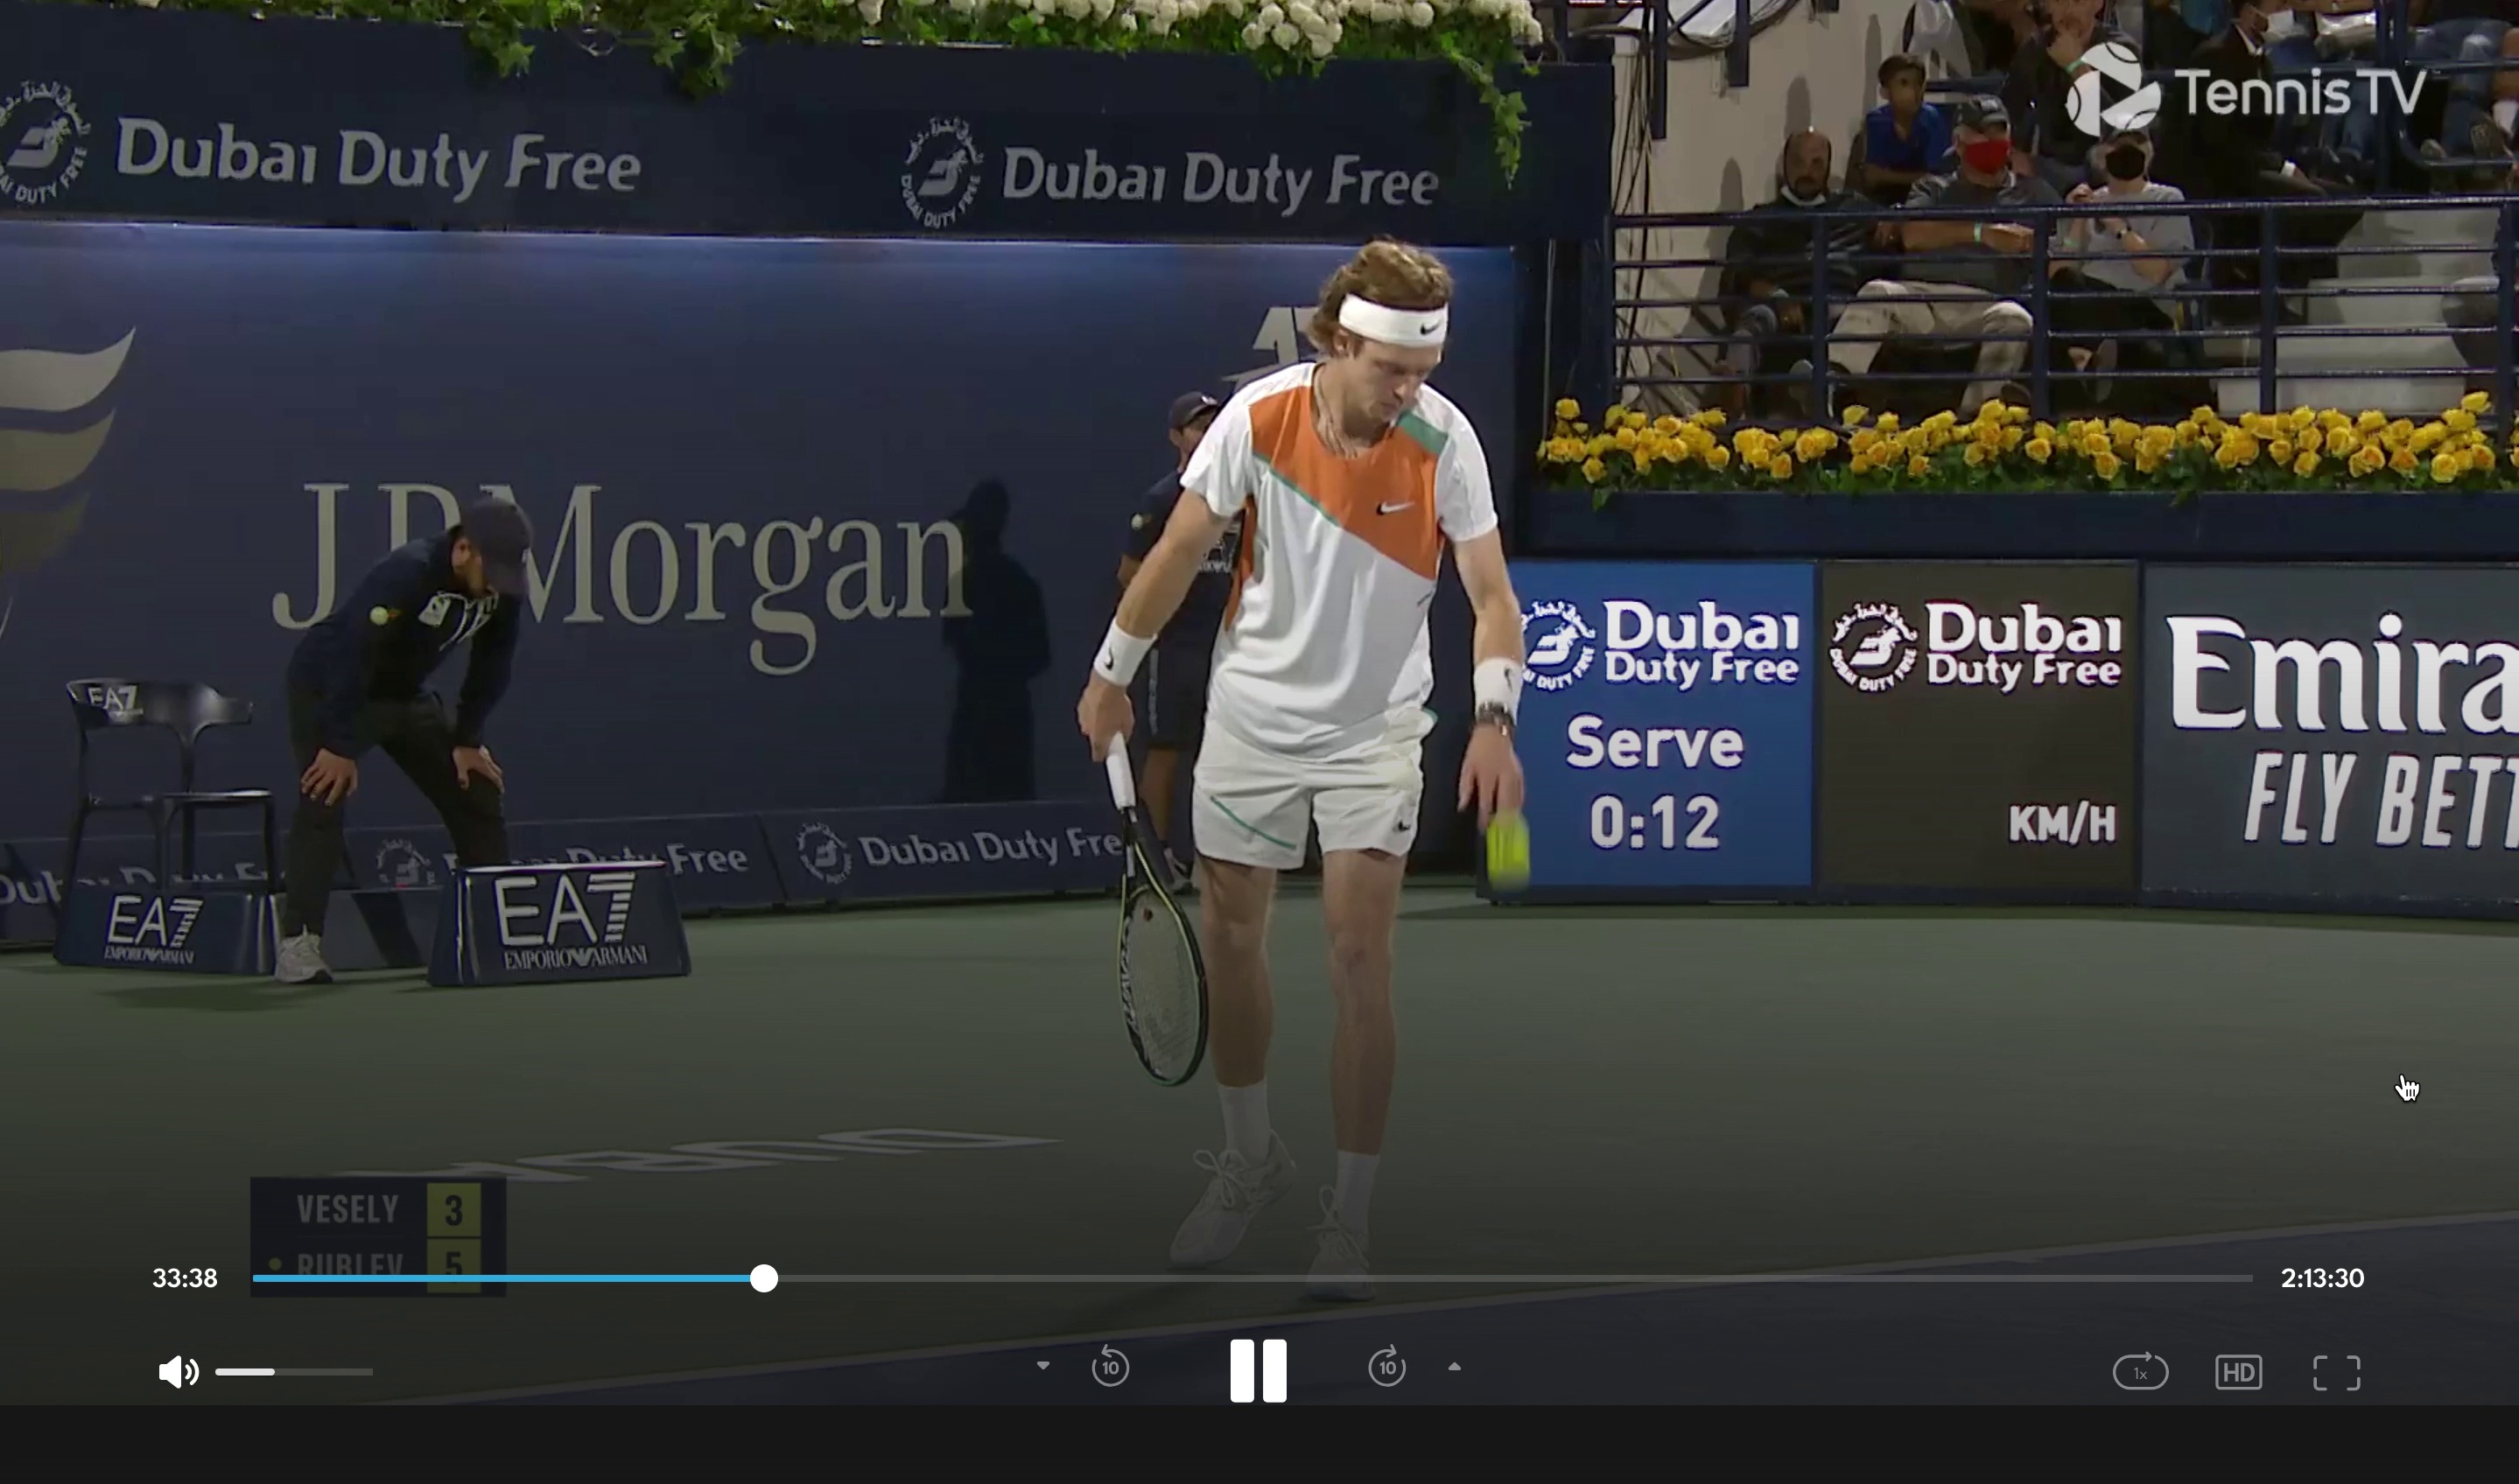 TennisTV
Dubai Duty Free
Dubai Duty Free
DUBAI DUTY FREE
J.P.Morgan
EA7
Dubai
Duty Free
Serve
0:12
Dubai
Duty Free
KM/H
Emira
FLY BETT
Free
Dubai Duty Fre
EA7
EMPORIO ARMANI
EA7
EMPORIO ARMANI
VESELY 3
RUBLEV 5
33:38
2:13:30
10
10
1x
HD